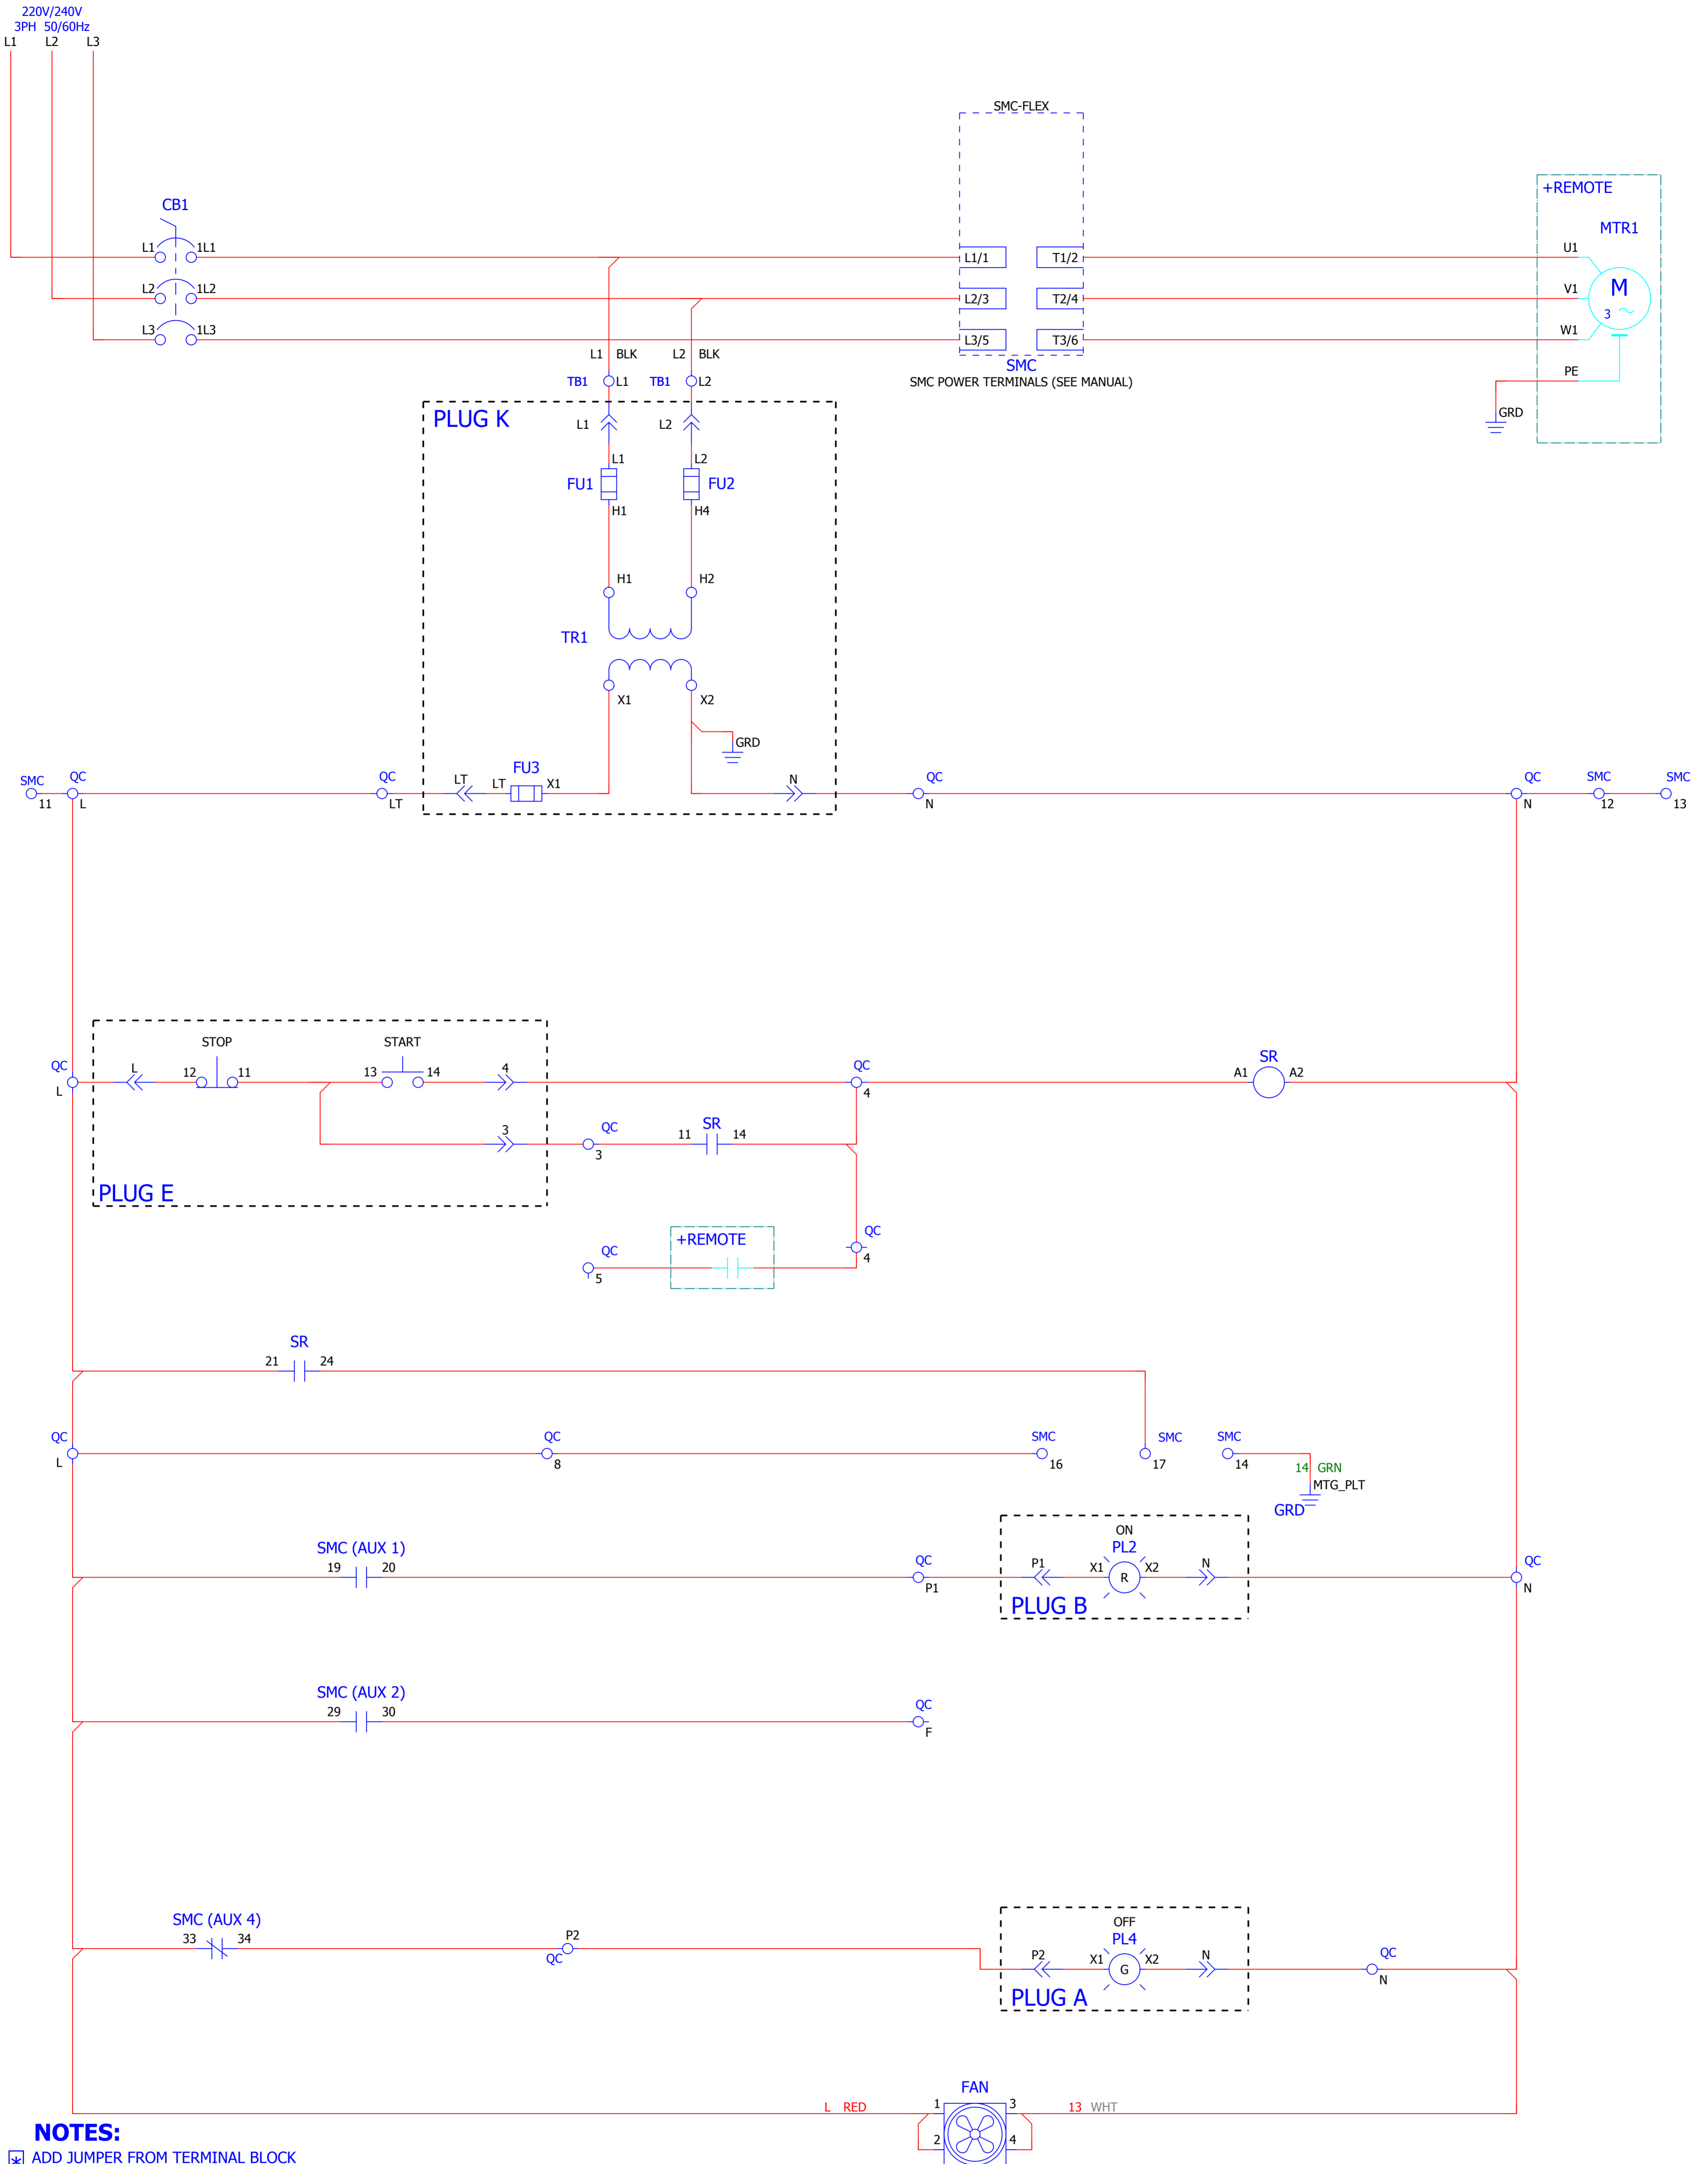 220V/240V
3PH 50/60Hz
L1 L2 L3
SMC-FLEX
+REMOTE
CB1
MTR1
L1 1L1
L1/1 T1/2
U1
L2 1L2
L2/3 T2/4
V1
M
3
L3 1L3
L3/5 T3/6
W1
L1 BLK L2 BLK
SMC
SMC POWER TERMINALS (SEE MANUAL)
PE
TB1 L1 TB1 L2
GRD
PLUG K
L1 L2
L1 L2
FU1 FU2
H1 H4
H1 H2
TR1
X1 X2
GRD
SMC QC QC LT LT FU3 X1 N QC QC SMC SMC
11 L LT N N 12 13
STOP START
QC L 12 11 13 14 4 QC SR
L 4 A1 A2
3 QC 11 SR 14
3
PLUG E
QC +REMOTE QC
5 4
SR
21 24
QC QC SMC SMC SMC
L 8 16 17 14
14 GRN
MTG_PLT
GRD
ON
SMC (AUX 1) PL2
19 20 QC P1 X1 R X2 N QC
P1 N
PLUG B
SMC (AUX 2)
29 30 QC
F
SMC (AUX 4) OFF
33 34 P2 PL4
QC P2 X1 G X2 N QC
N
PLUG A
FAN
L RED 1 3 13 WHT
2 4
NOTES:
* ADD JUMPER FROM TERMINAL BLOCK